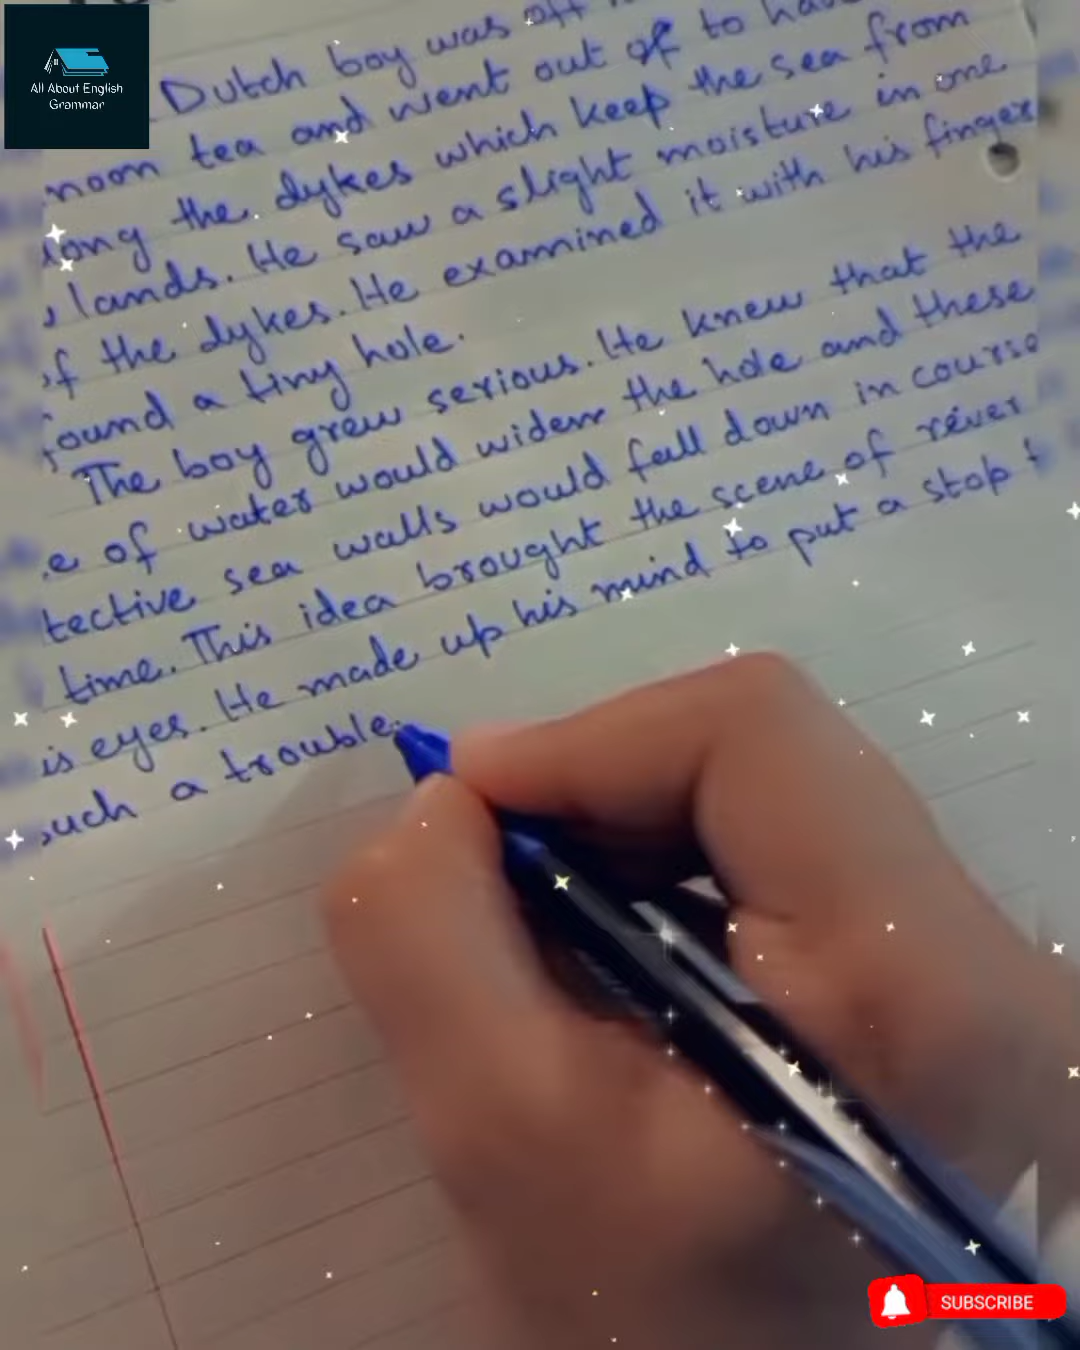 All About English
Grammar
Dutch boy was off
noon tea and went out of to
long the dykes which keep the sea from
lands. He saw a slight moisture in one
of the dykes. He examined it with his finger
found a tiny hole.
The boy grew serious. He knew that the
e of water would widen the hole and these
tective sea walls would fall down in course
time. This idea brought the scene of river
is eyes. He made up his mind to put a stop t
such a trouble.
SUBSCRIBE